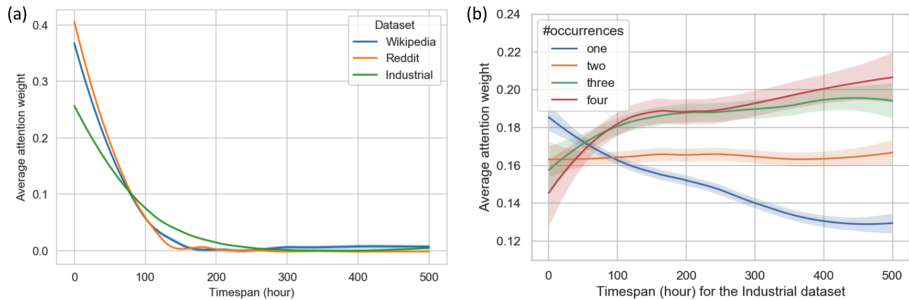 (a)
Dataset
Wikipedia
Reddit
Industrial
Average attention weight
0.4
0.3
0.2
0.1
0.0
0 100 200 300 400 500
Timespan (hour)
(b)
#occurrences
one
two
three
four
Average attention weight
0.24
0.22
0.20
0.18
0.16
0.14
0.12
0 100 200 300 400 500
Timespan (hour) for the Industrial dataset